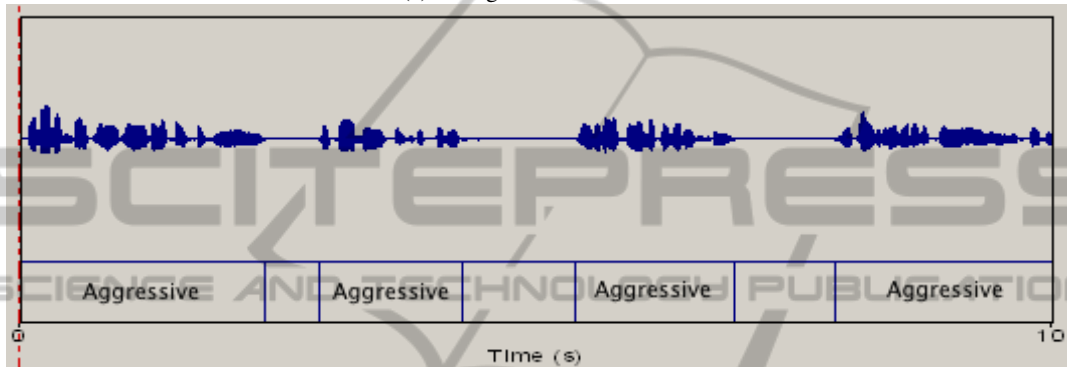 SCITEPRESS
SCIENCE AND TECHNOLOGY PUBLICATIONS
Aggressive Aggressive Aggressive Aggressive
0 10
Time (s)